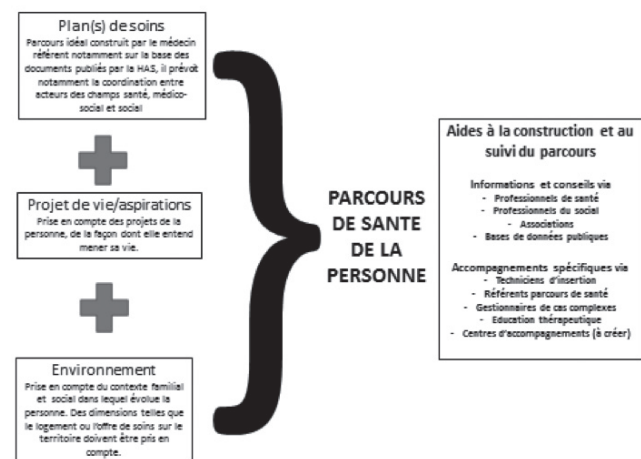 Plan(s) de soins
Parcours idéal construit par le médecin
référent notamment sur la base des
documents publiés par la HAS, il prévoit
notamment la coordination entre
acteurs des champs santé, médico-
social et social
Projet de vie/aspirations
Prise en compte des projets de la
personne, de la façon dont elle entend
mener sa vie.
Environnement
Prise en compte du contexte familial
et social dans lequel évolue la
personne. Des dimensions telles que
le logement ou l'offre de soins sur le
territoire doivent être pris en
compte.
PARCOURS
DE SANTE
DE LA
PERSONNE
Aides à la construction et au
suivi du parcours
Informations et conseils via
- Professionnels de santé
- Professionnels du social
- Associations
- Bases de données publiques
Accompagnements spécifiques via
- Techniciens d'insertion
- Référents parcours de santé
- Gestionnaires de cas complexes
- Education thérapeutique
- Centres d'accompagnements (à créer)